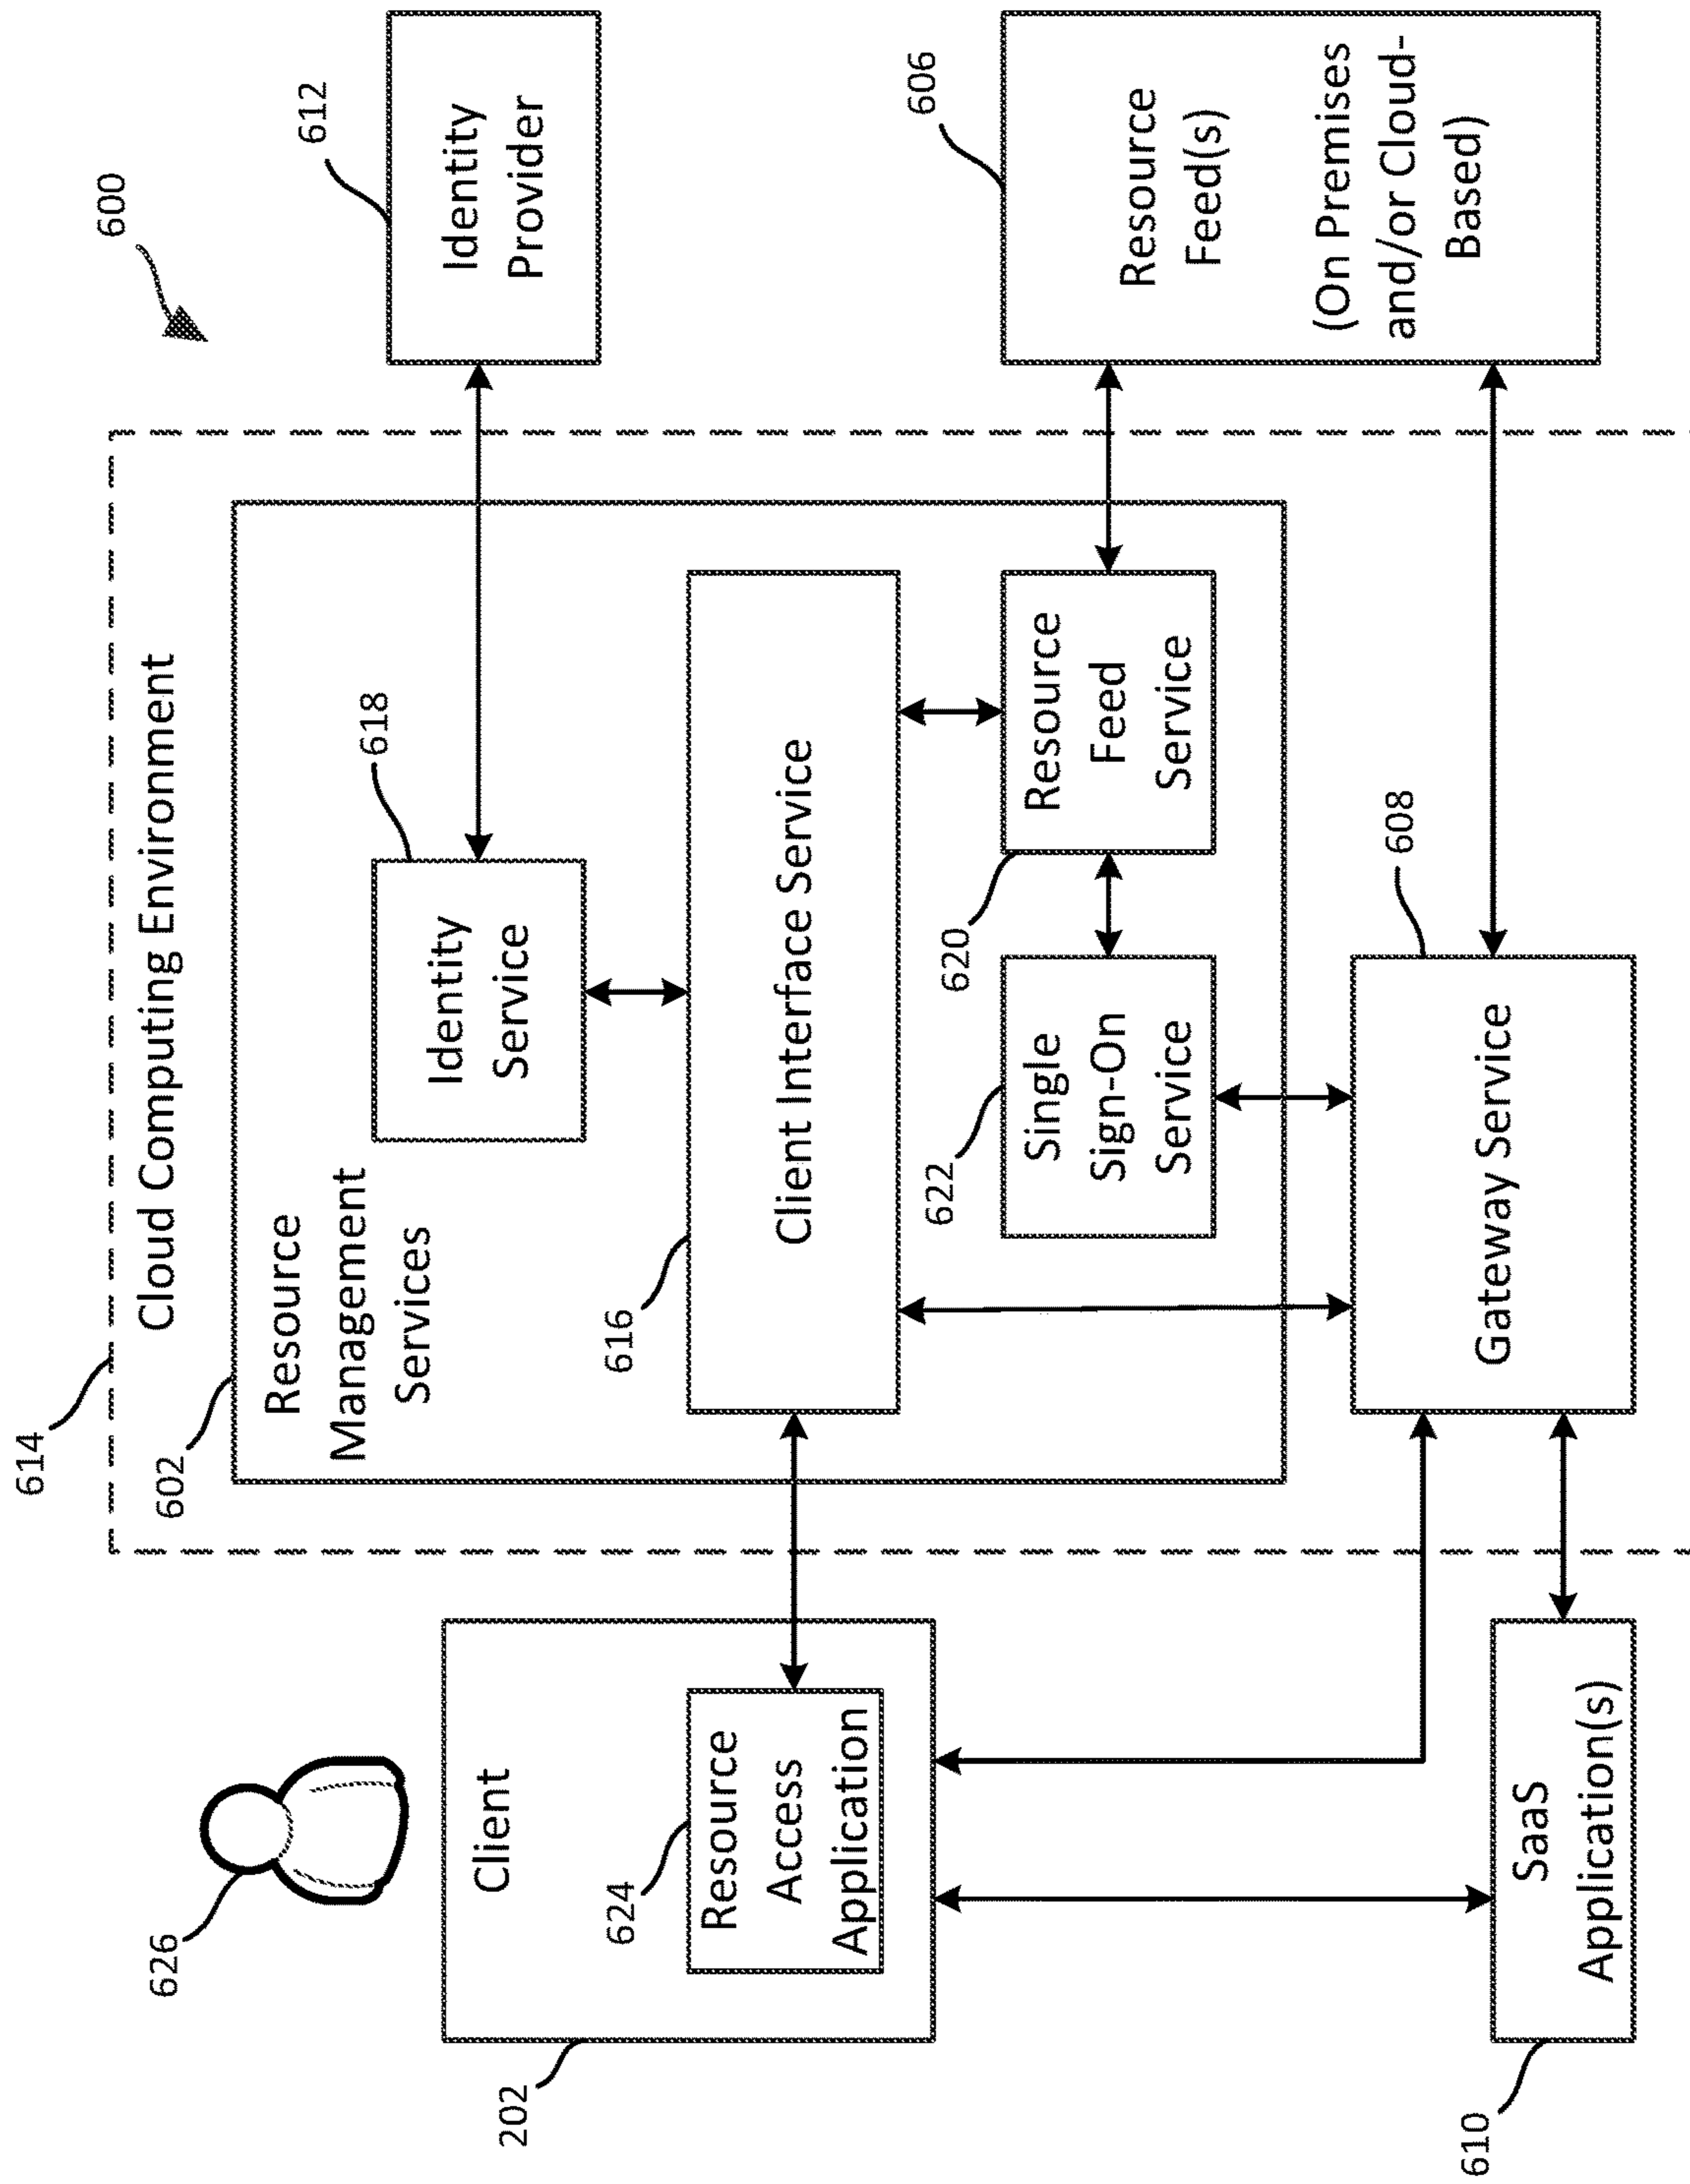 600
614
Cloud Computing Environment
602
Resource
Management
Services
626
618
Identity
Service
612
Identity
Provider
202
Client
624
Resource
Access
Application
616
Client Interface Service
622
Single
Sign-On
Service
620
Resource
Feed
Service
606
Resource
Feed(s)
(On Premises
and/or Cloud-
Based)
608
Gateway Service
610
SaaS
Application(s)